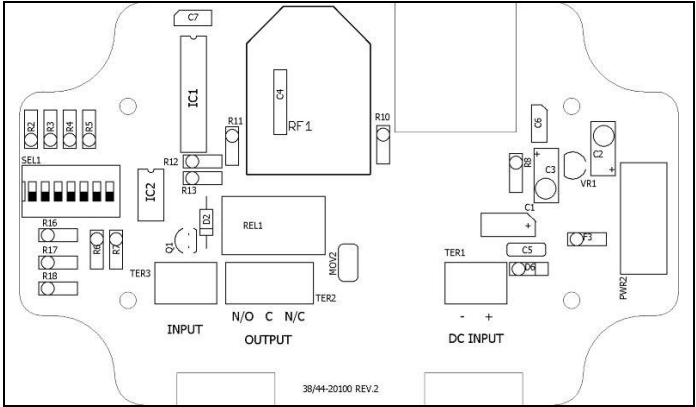 C7
IC1
C4
RF1
R11
R10
R2
R3
R4
R5
SEL1
R12
R13
IC2
C6
C2
R8
C3
VR1
C1
R16
R17
R18
R6
R7
Q1
D2
REL1
MOV2
C5
F3
D6
PWR2
TER3
TER2
TER1
INPUT
N/O C N/C
OUTPUT
- +
DC INPUT
+
+
+
38/44-20100 REV.2